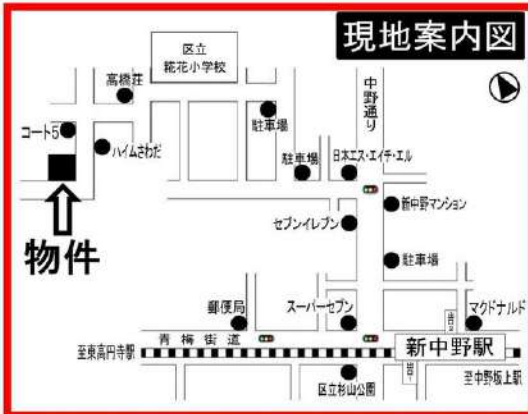 現地案内図
区立
糀花小学校
高橋荘
中野通り
駐車場
コート5
ハイムさわだ
駐車場
日本エス・エイチ・エル
新中野マンション
セブンイレブン
物件
駐車場
郵便局
スーパーセブン
マクドナルド
青梅街道
新中野駅
至東高円寺駅
至中野坂上駅
区立杉山公園